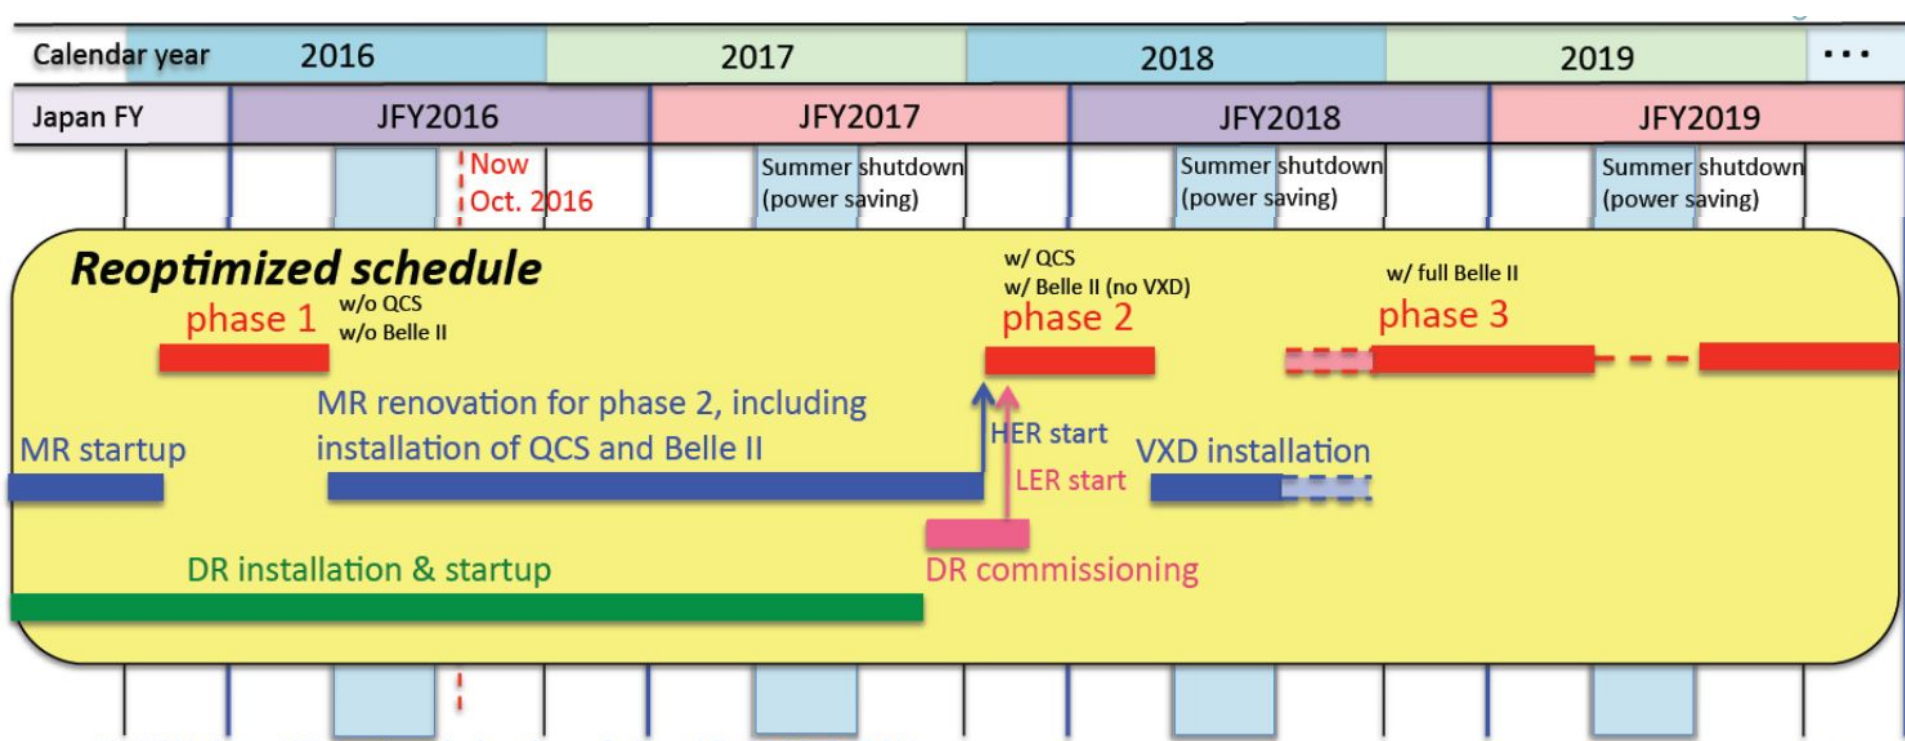 Calendar year 2016 2017 2018 2019 ...
Japan FY JFY2016 JFY2017 JFY2018 JFY2019
Now
Oct. 2016
Summer shutdown
(power saving)
Summer shutdown
(power saving)
Summer shutdown
(power saving)
Reoptimized schedule
phase 1
w/o QCS
w/o Belle II
w/ QCS
w/ Belle II (no VXD)
phase 2
w/ full Belle II
phase 3
MR startup
MR renovation for phase 2, including
installation of QCS and Belle II
HER start
LER start
VXD installation
DR installation & startup
DR commissioning